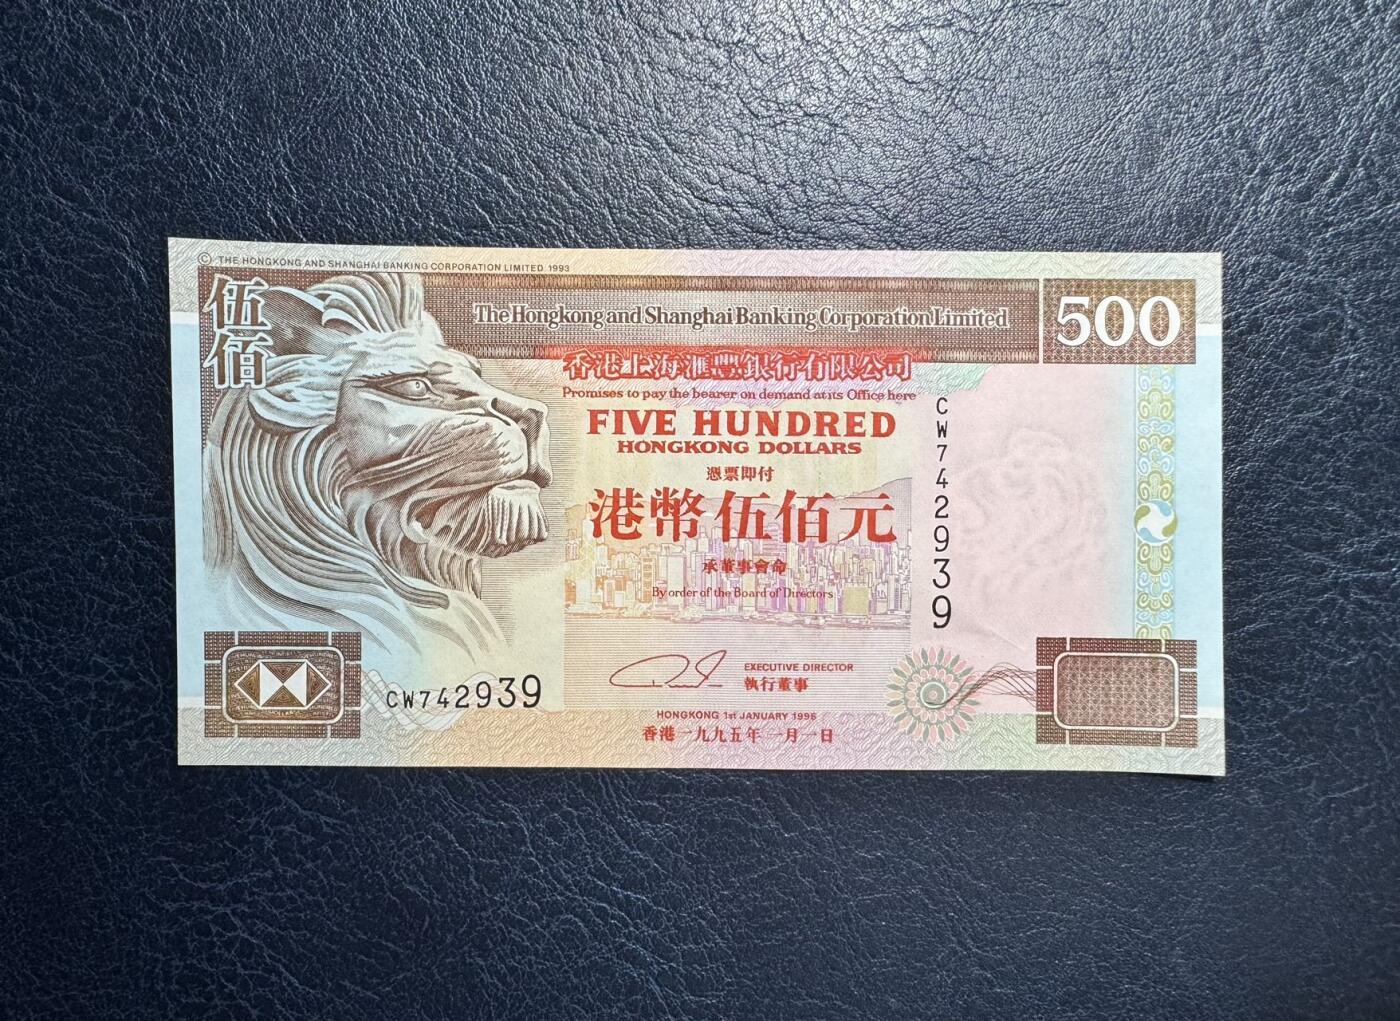 © THE HONGKONG AND SHANGHAI BANKING CORPORATION LIMITED 1993
伍佰
The Hongkong and Shanghai Banking Corporation Limited
500
香港上海滙豐銀行有限公司
Promises to pay the bearer on demand at its Office here
FIVE HUNDRED
HONGKONG DOLLARS
憑票即付
港幣伍佰元
承董事會命
By order of the Board of Directors
CW742939
EXECUTIVE DIRECTOR
執行董事
CW742939
HONGKONG 1st JANUARY 1995
香港一九九五年一月一日